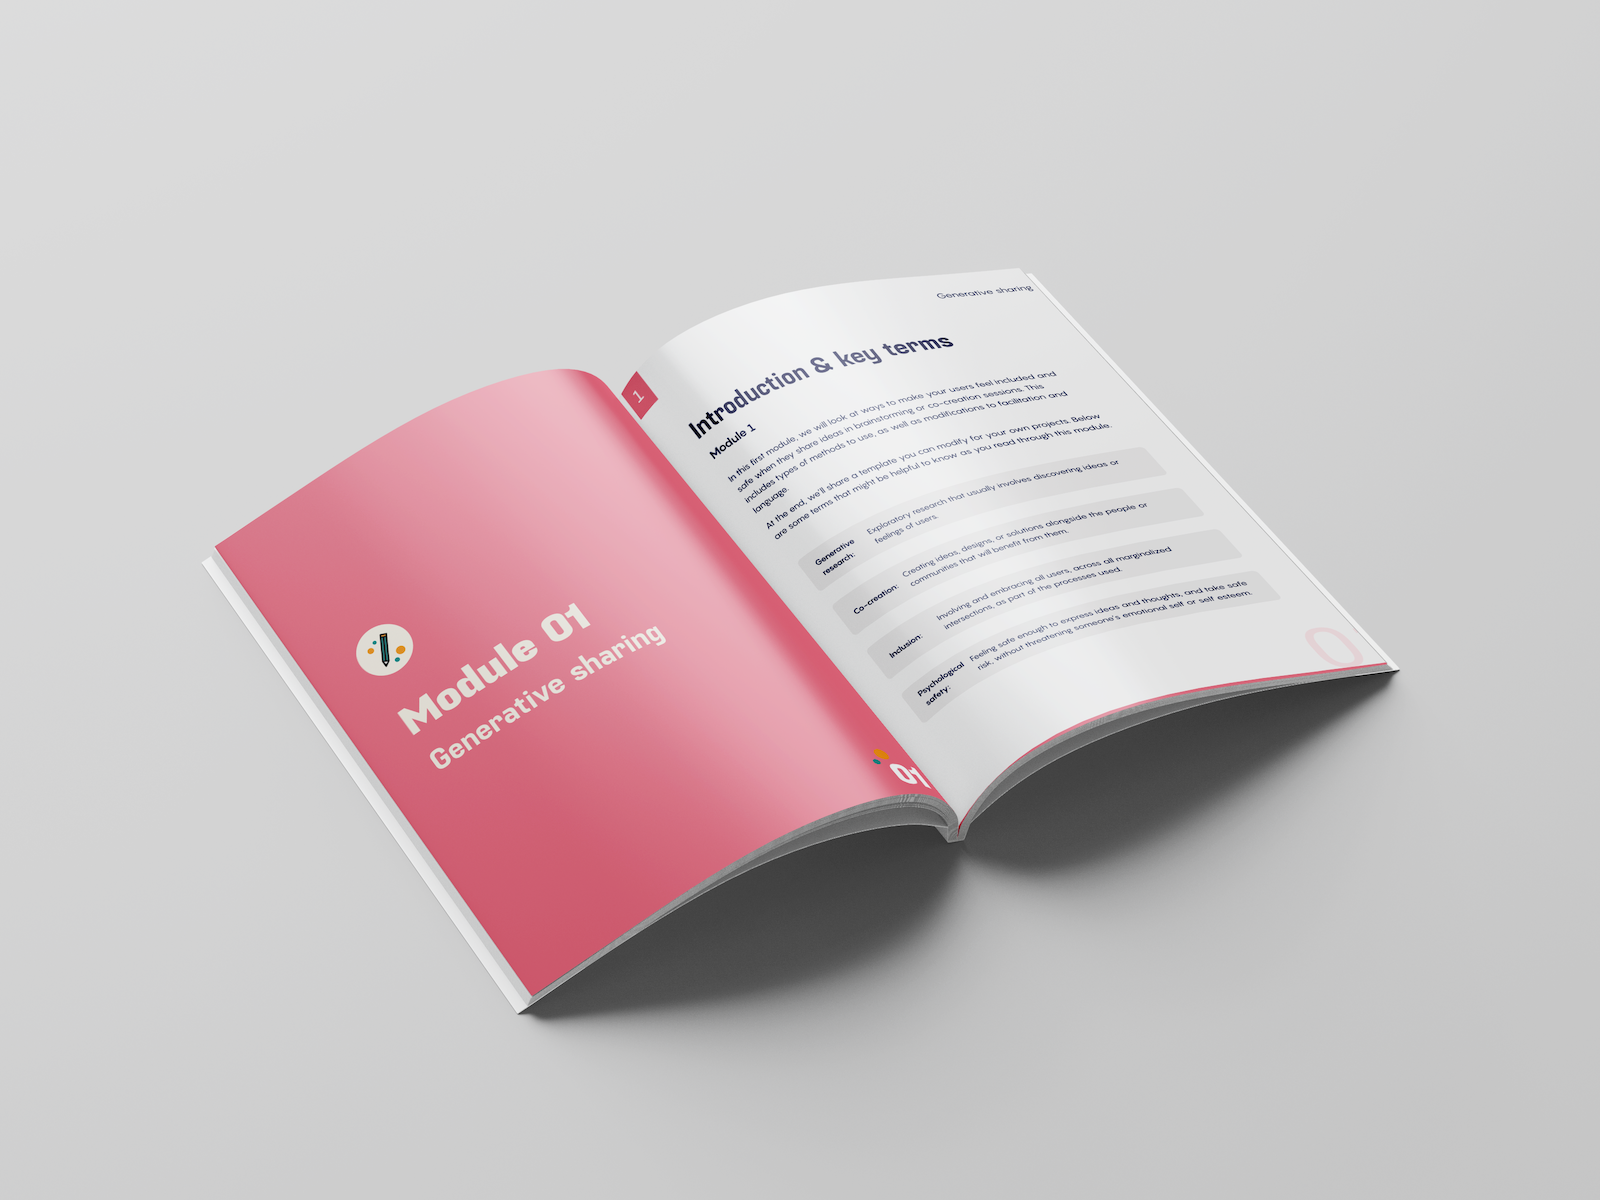 Module 01
Generative sharing
01
1
Generative sharing
Introduction & key terms
Module 1
In this first module, we will look at ways to make your users feel included and
safe when they share ideas in brainstorming or co-creation sessions. This
includes types of methods to use, as well as modifications to facilitation and
language.
At the end, we'll share a template you can modify for your own projects. Below
are some terms that might be helpful to know as you read through this module.
Generative
research:
Exploratory research that usually involves discovering ideas or
feelings of users.
Co-creation:
Creating ideas, designs, or solutions alongside the people or
communities that will benefit from them.
Inclusion:
Involving and embracing all users, across all marginalized
intersections, as part of the processes used.
Psychological
safety:
Feeling safe enough to express ideas and thoughts, and take safe
risk, without threatening someone's emotional self or self esteem.
0